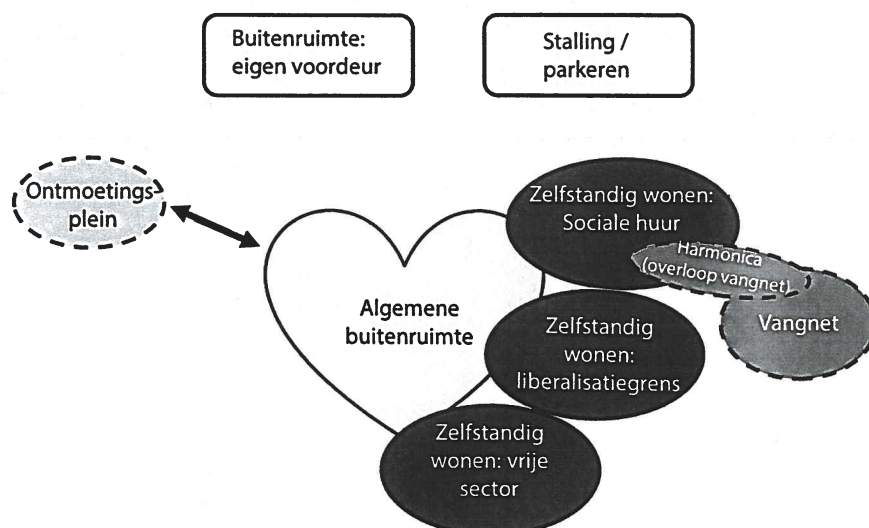 Buitenruimte:
eigen voordeur
Stalling /
parkeren
Ontmoetings-
plein
Zelfstandig wonen:
Sociale huur
Harmonica
(overloop vangnet)
Vangnet
Algemene
buitenruimte
Zelfstandig
wonen:
liberalisatiegrens
Zelfstandig
wonen: vrije
sector